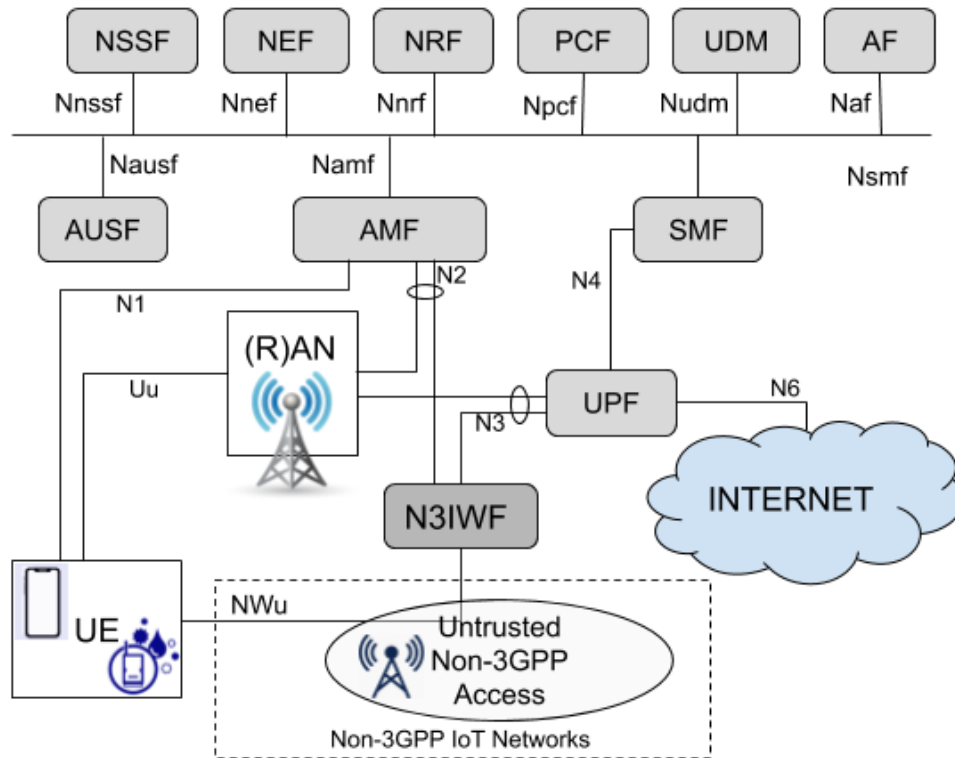 NSSF
NEF
NRF
PCF
UDM
AF
Nnssf
Nnef
Nnrf
Npcf
Nudm
Naf
Nausf
Namf
Nsmf
AUSF
AMF
SMF
N1
N2
N4
(R)AN
Uu
N3
UPF
N6
N3IWF
INTERNET
UE
NWu
Untrusted
Non-3GPP
Access
Non-3GPP IoT Networks